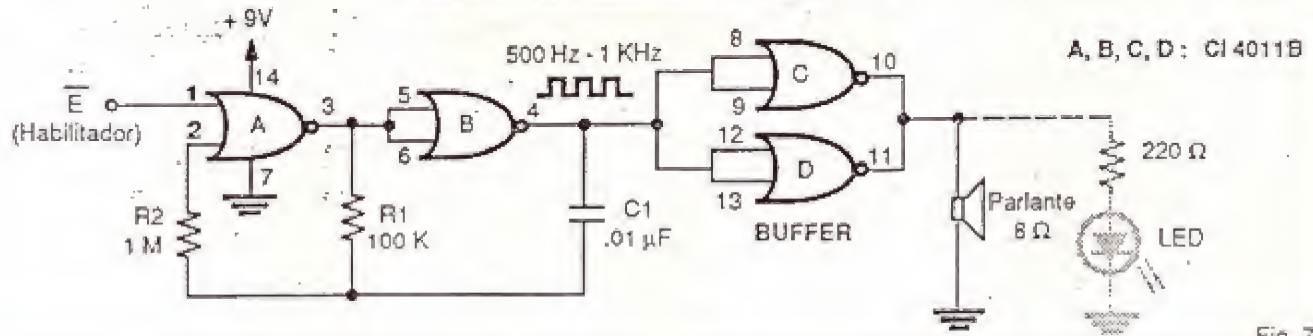 + 9V
14
E
(Habilitador)
1
2
A
3
7
R2
1 M
R1
100 K
5
6
B
4
500 Hz - 1 KHz
C1
.01 µF
8
9
C
10
12
13
D
11
BUFFER
A, B, C, D : CI 4011B
Parlante
8 Ω
220 Ω
LED
Fig.